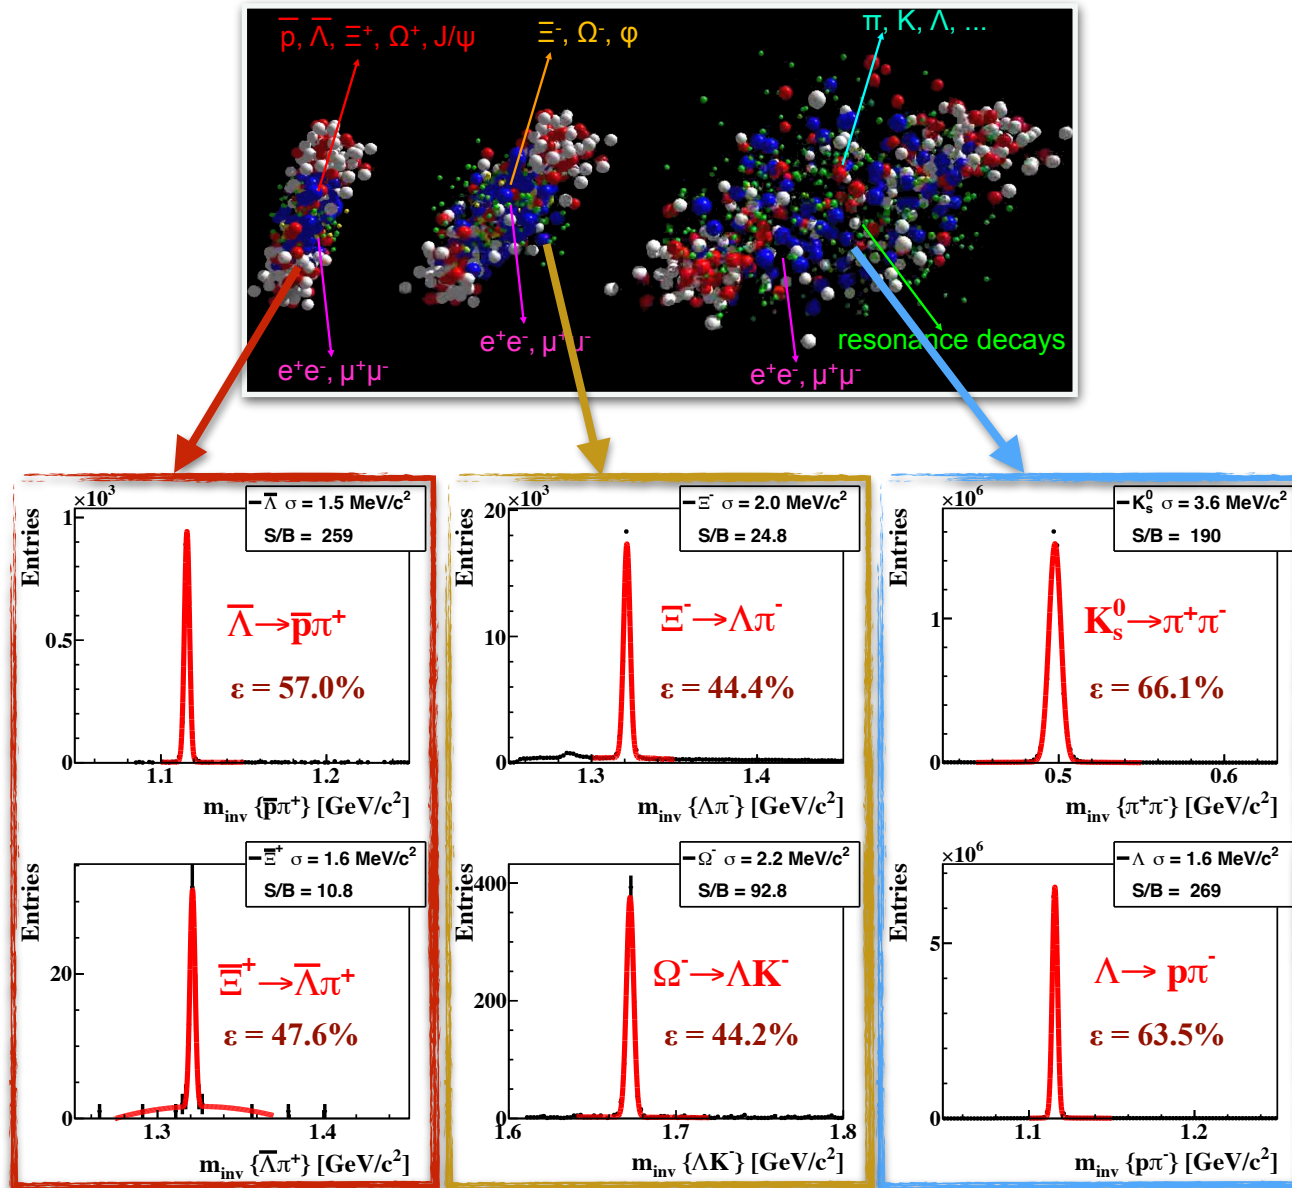 p̅, Λ̅, Ξ⁺, Ω⁺, J/ψ
Ξ⁻, Ω⁻, φ
π, K, Λ, ...
e⁺e⁻, μ⁺μ⁻
e⁺e⁻, μ⁺μ⁻
e⁺e⁻, μ⁺μ⁻
resonance decays
×10³
Λ̅ σ = 1.5 MeV/c²
S/B = 259
Entries
1
0.5
0
Λ̅→p̅π⁺
ε = 57.0%
1.1 1.2
m_inv {p̅π⁺} [GeV/c²]
×10³
Ξ⁻ σ = 2.0 MeV/c²
S/B = 24.8
Entries
20
10
0
Ξ⁻→Λπ⁻
ε = 44.4%
1.3 1.4
m_inv {Λπ⁻} [GeV/c²]
×10⁶
K⁰ₛ σ = 3.6 MeV/c²
S/B = 190
Entries
1
0
K⁰ₛ→π⁺π⁻
ε = 66.1%
0.5 0.6
m_inv {π⁺π⁻} [GeV/c²]
Ξ̅⁺ σ = 1.6 MeV/c²
S/B = 10.8
Entries
20
0
Ξ̅⁺→Λ̅π⁺
ε = 47.6%
1.3 1.4
m_inv {Λ̅π⁺} [GeV/c²]
Ω⁻ σ = 2.2 MeV/c²
S/B = 92.8
Entries
400
200
0
Ω⁻→ΛK⁻
ε = 44.2%
1.6 1.7 1.8
m_inv {ΛK⁻} [GeV/c²]
×10⁶
Λ σ = 1.6 MeV/c²
S/B = 269
Entries
5
0
Λ→pπ⁻
ε = 63.5%
1.1 1.2
m_inv {pπ⁻} [GeV/c²]